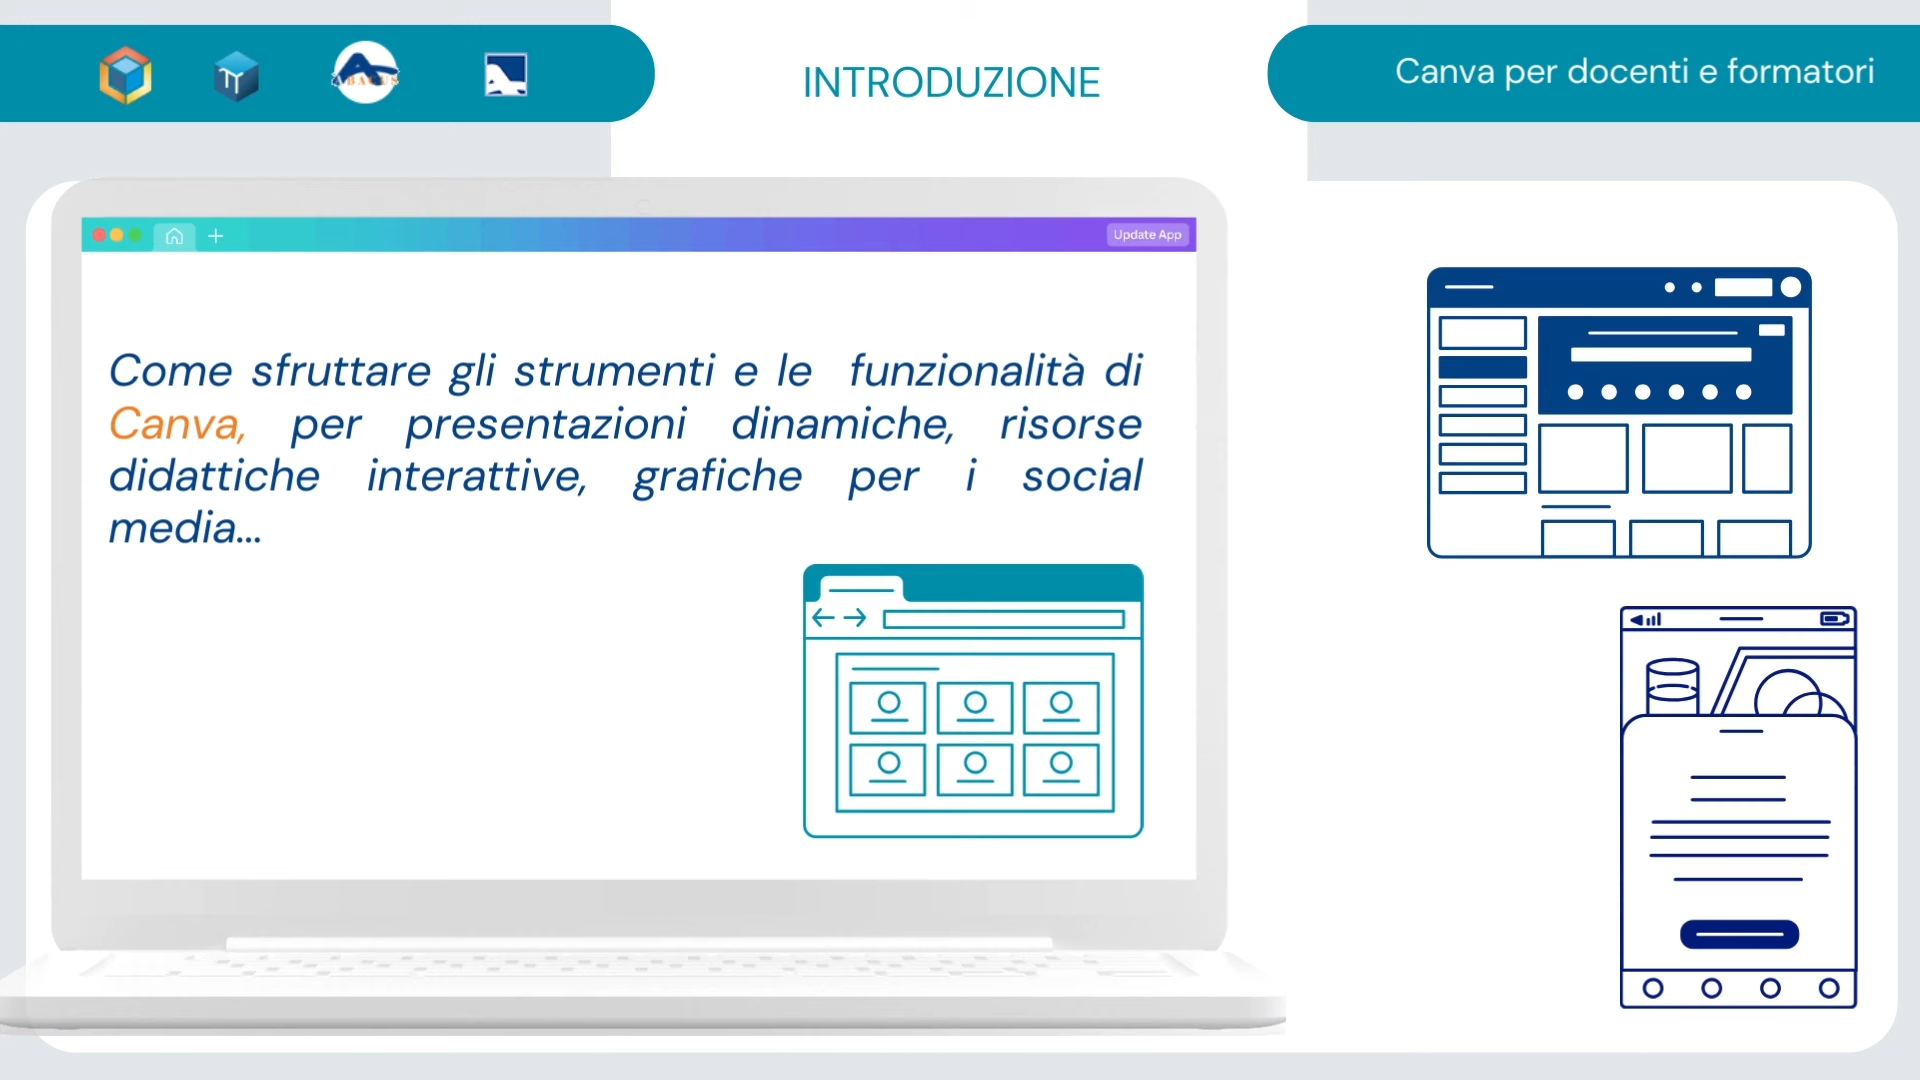 ABACUS
INTRODUZIONE
Canva per docenti e formatori
Update App
Come sfruttare gli strumenti e le funzionalità di
Canva, per presentazioni dinamiche, risorse
didattiche interattive, grafiche per i social
media...